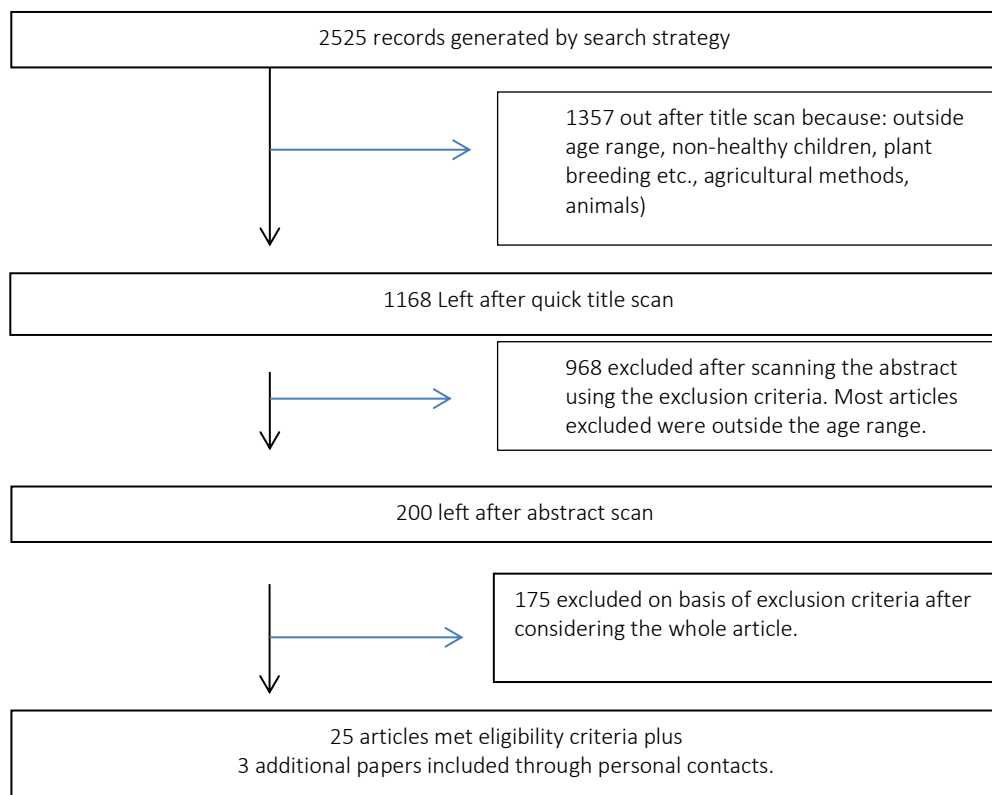 2525 records generated by search strategy
1357 out after title scan because: outside
age range, non-healthy children, plant
breeding etc., agricultural methods,
animals)
1168 Left after quick title scan
968 excluded after scanning the abstract
using the exclusion criteria. Most articles
excluded were outside the age range.
200 left after abstract scan
175 excluded on basis of exclusion criteria after
considering the whole article.
25 articles met eligibility criteria plus
3 additional papers included through personal contacts.